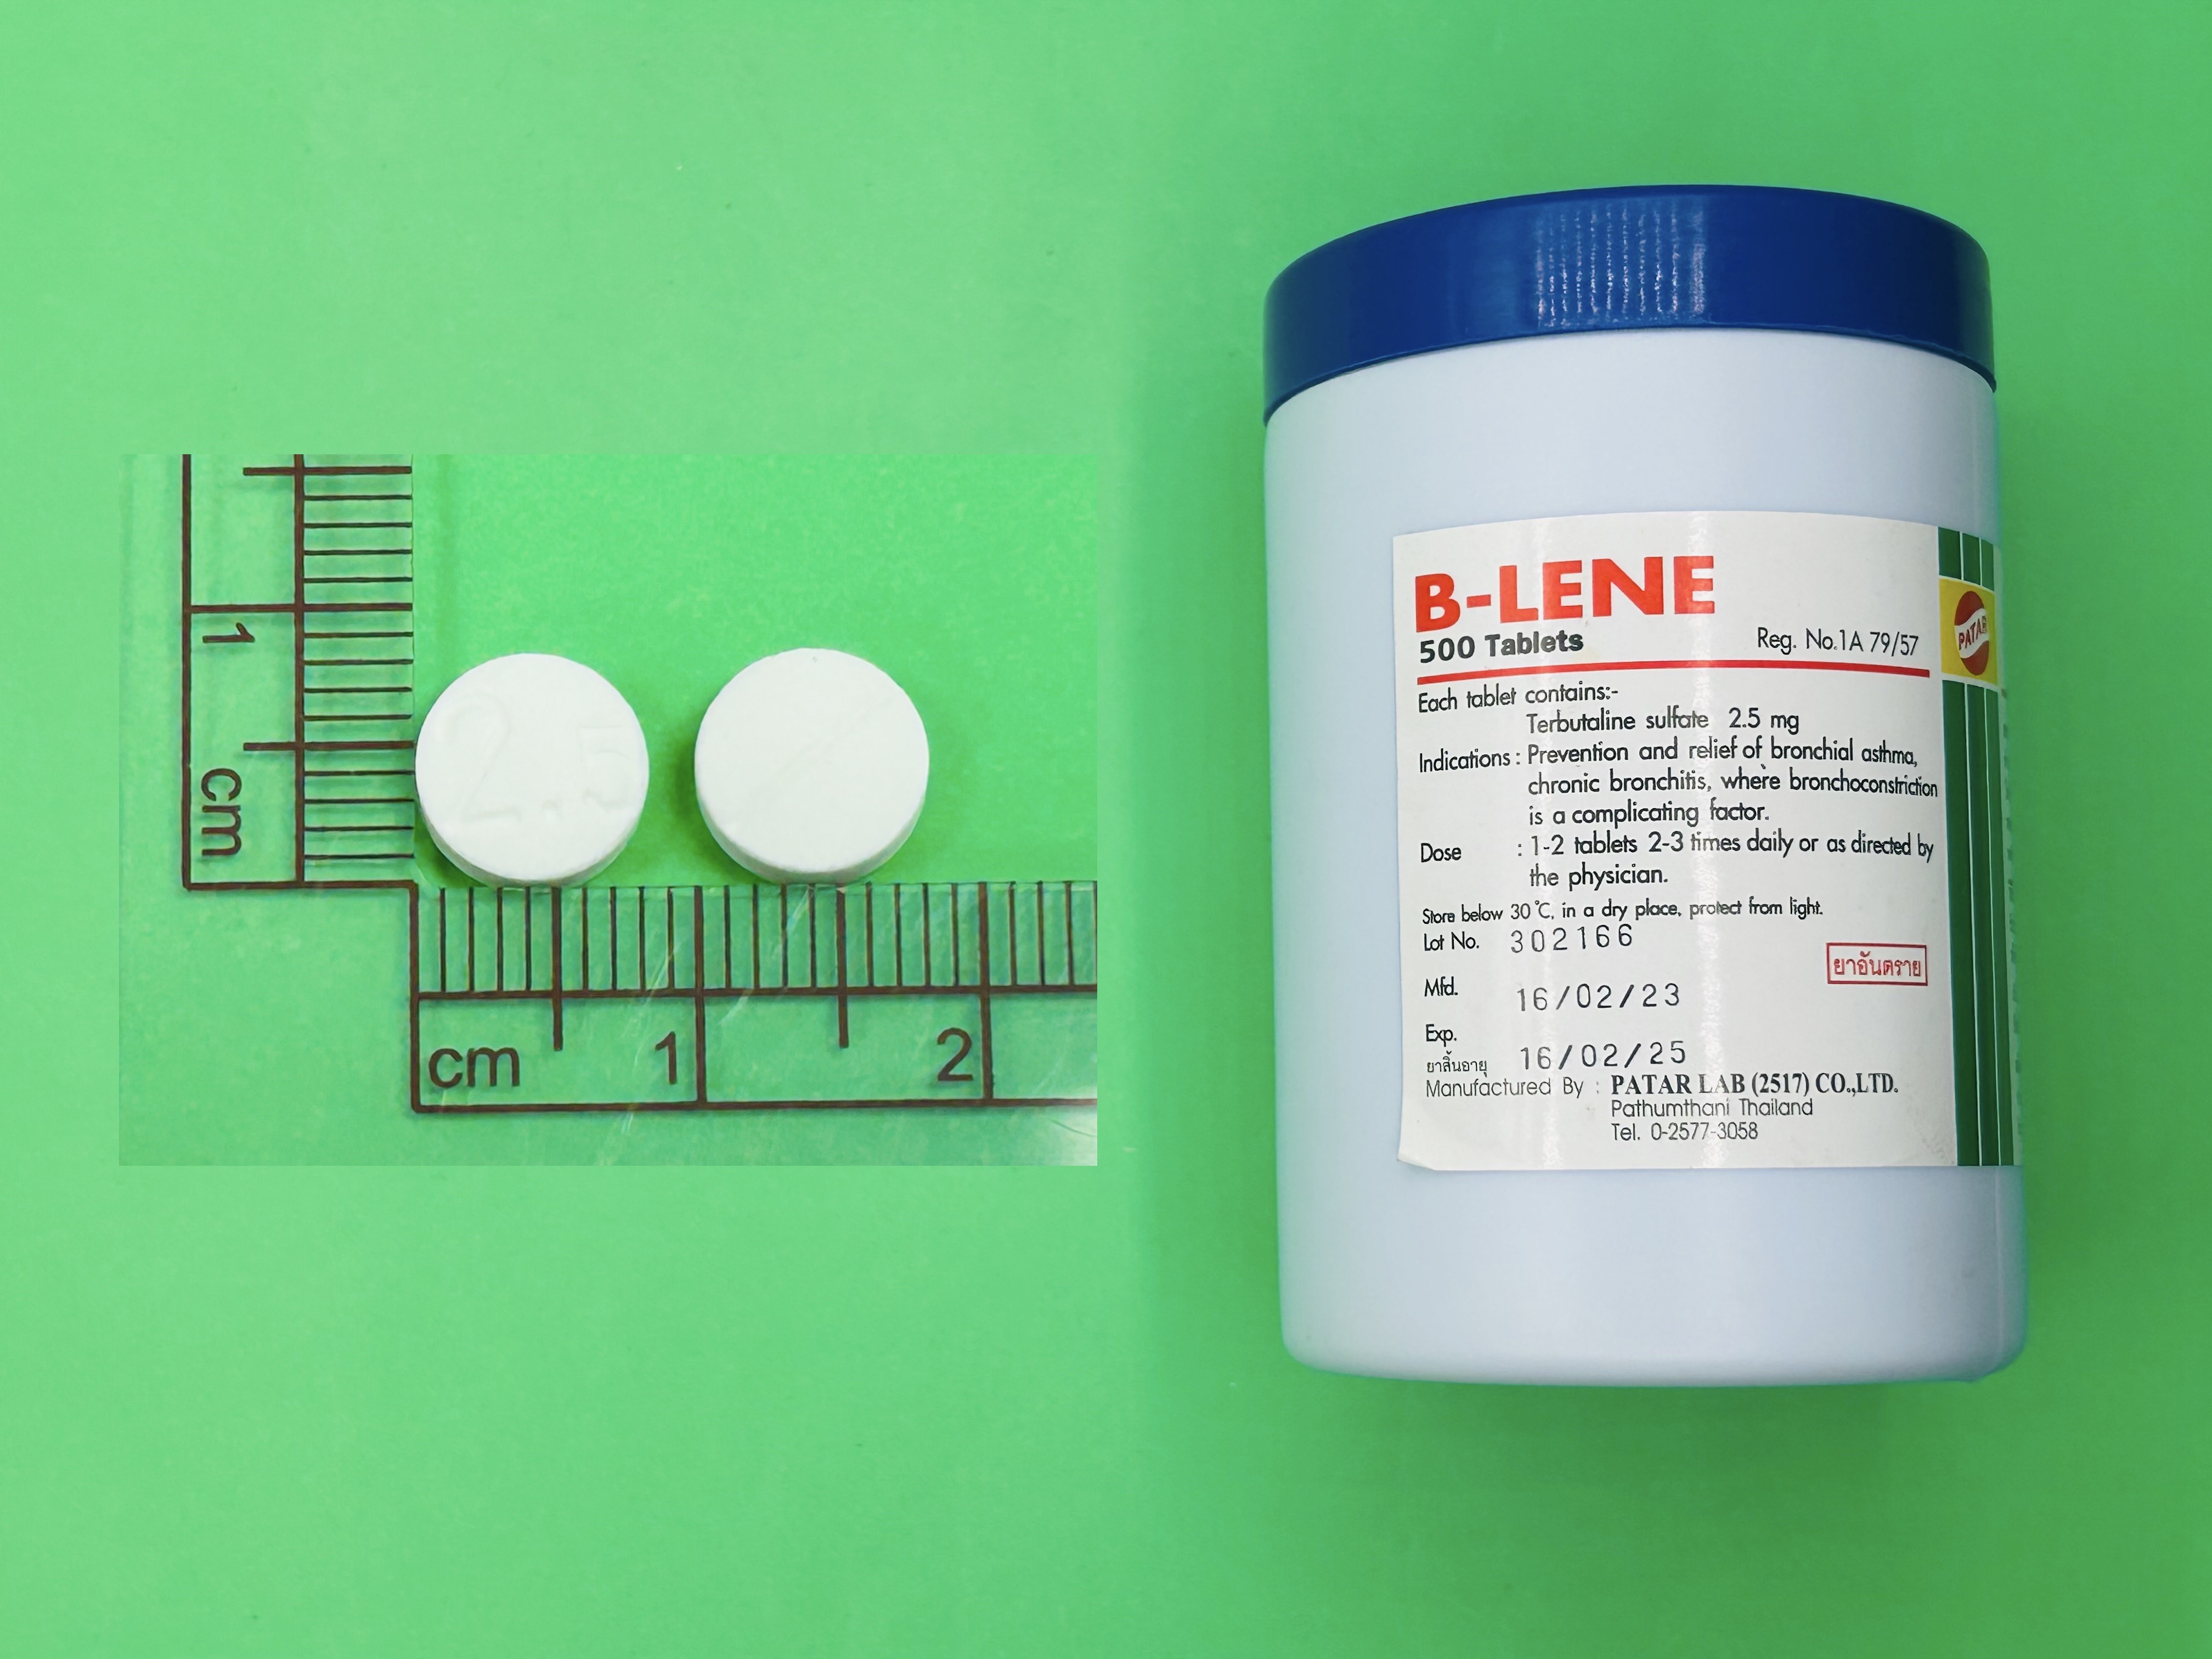 1
cm
2.5
cm 1 2
B-LENE
500 Tablets Reg. No.1A 79/57
PATAR
Each tablet contains:-
Terbutaline sulfate 2.5 mg
Indications : Prevention and relief of bronchial asthma,
chronic bronchitis, where bronchoconstriction
is a complicating factor.
Dose : 1-2 tablets 2-3 times daily or as directed by
the physician.
Store below 30 °C, in a dry place, protect from light.
Lot No. 302166
ยาอันตราย
Mfd. 16/02/23
Exp.
ยาสิ้นอายุ 16/02/25
Manufactured By : PATAR LAB (2517) CO.,LTD.
Pathumthani Thailand
Tel. 0-2577-3058